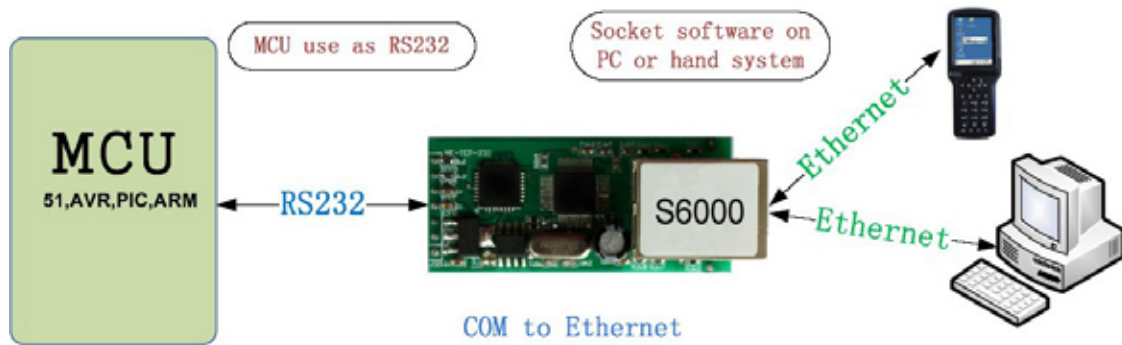 MCU use as RS232
Socket software on
PC or hand system
MCU
51,AVR,PIC,ARM
RS232
S6000
Ethernet
Ethernet
COM to Ethernet